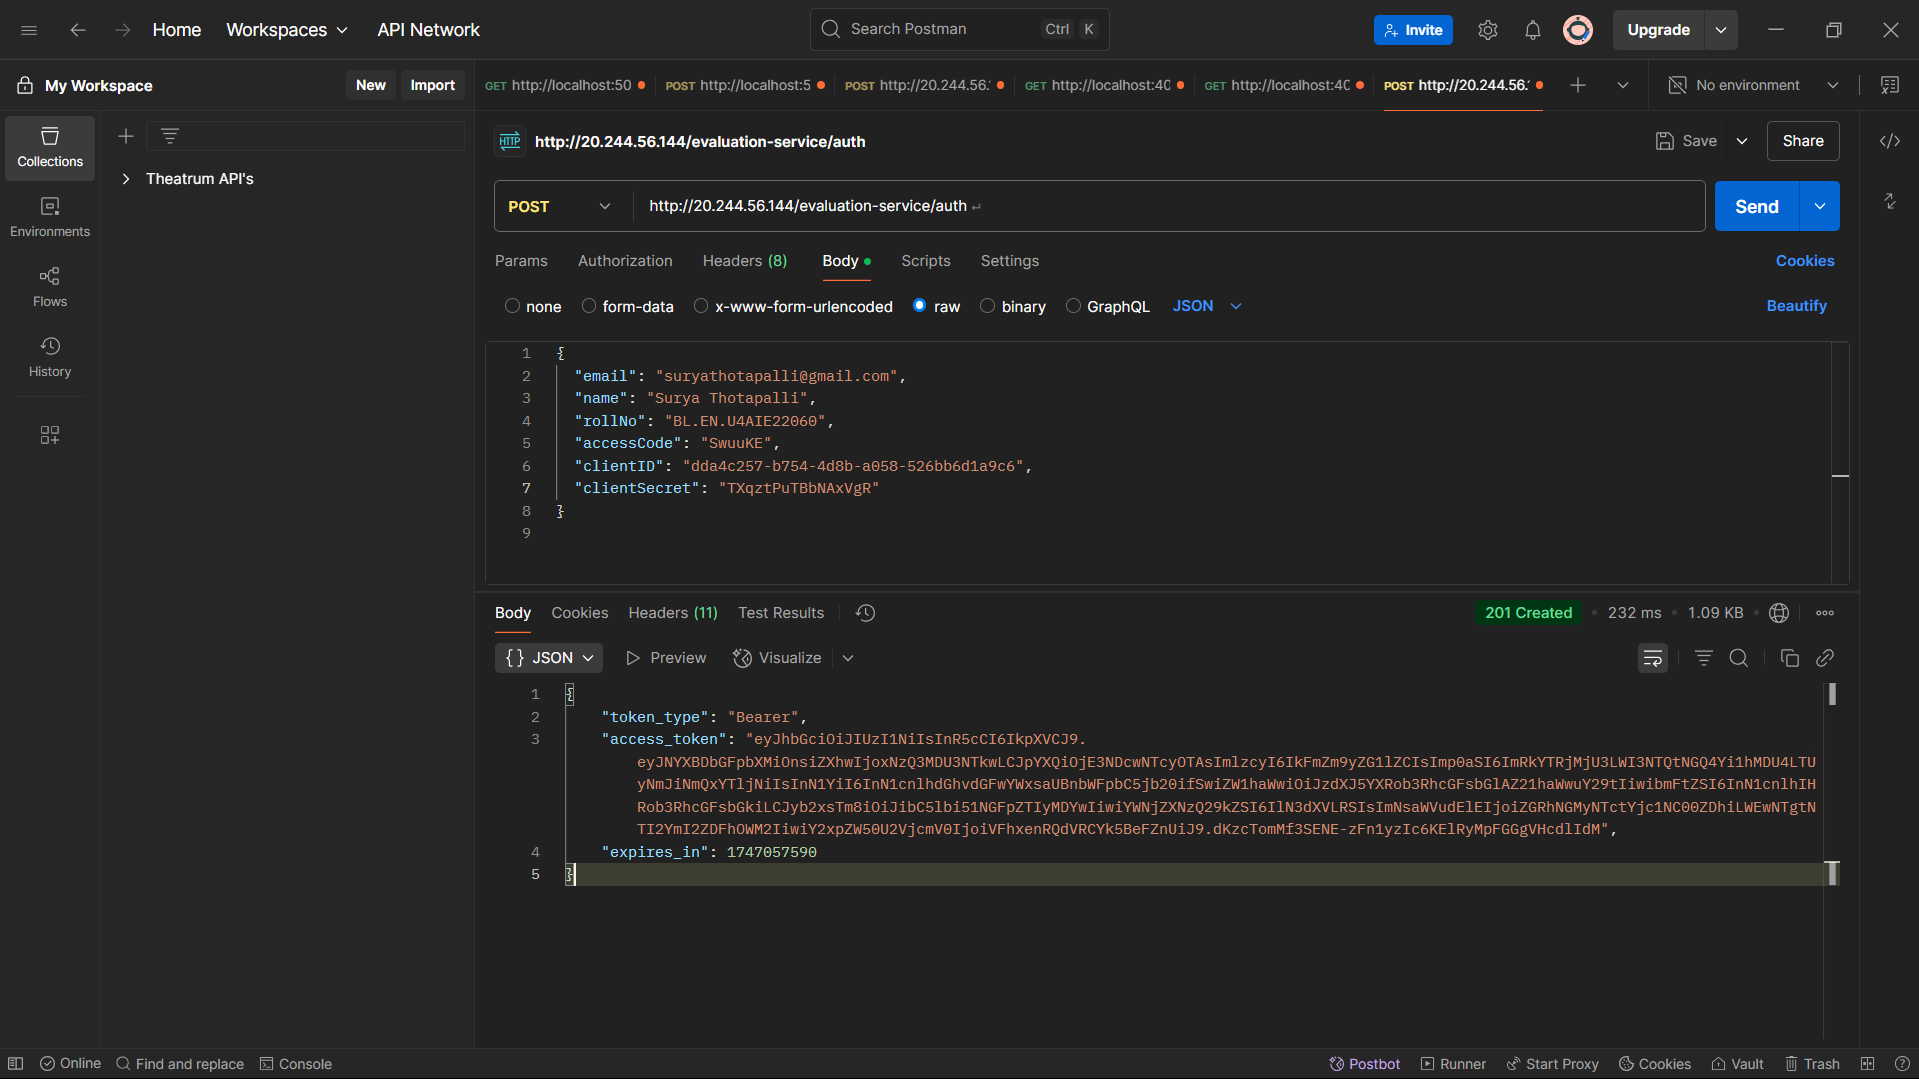 Home
Workspaces
API Network
Search Postman
Ctrl K
Invite
Upgrade
My Workspace
New
Import
GET http://localhost:50
POST http://localhost:5
POST http://20.244.56.
GET http://localhost:40
GET http://localhost:40
POST http://20.244.56.
No environment
Collections
Environments
Flows
History
Theatrum API's
HTTP
http://20.244.56.144/evaluation-service/auth
Save
Share
POST
http://20.244.56.144/evaluation-service/auth
Send
Params
Authorization
Headers (8)
Body
Scripts
Settings
Cookies
none
form-data
x-www-form-urlencoded
raw
binary
GraphQL
JSON
Beautify
1 {
2 "email": "suryathotapalli@gmail.com",
3 "name": "Surya Thotapalli",
4 "rollNo": "BL.EN.U4AIE22060",
5 "accessCode": "SwuuKE",
6 "clientID": "dda4c257-b754-4d8b-a058-526bb6d1a9c6",
7 "clientSecret": "TXqztPuTBbNAxVgR"
8 }
9
Body
Cookies
Headers (11)
Test Results
201 Created
232 ms
1.09 KB
{} JSON
Preview
Visualize
1 {
2 "token_type": "Bearer",
3 "access_token": "eyJhbGciOiJIUzI1NiIsInR5cCI6IkpXVCJ9.
eyJNYXBDbGFpbXMiOnsiZXhwIjoxNzQ3MDU3NTkwLCJpYXQiOjE3NDcwNTcyOTAsImlzcyI6IkFmZm9yZG1lZCIsImp0aSI6ImRkYTRjMjU3LWI3NTQtNGQ4Yi1hMDU4LTU
yNmJiNmQxYTljNiIsInN1YiI6InN1cnlhdGhvdGFwYWxsaUBnbWFpbC5jb20ifSwiZW1haWwiOiJzdXJ5YXRob3RhcGFsbGlAZ21haWwuY29tIiwibmFtZSI6InN1cnlhIH
Rob3RhcGFsbGkiLCJyb2xsTm8iOiJibC5lbi51NGFpZTIyMDYwIiwiYWNjZXNzQ29kZSI6IlN3dXVLRSIsImNsaWVudElEIjoiZGRhNGMyNTctYjc1NC00ZDhiLWEwNTgtN
TI2YmI2ZDFhOWM2IiwiY2xpZW50U2VjcmV0IjoiVFhxenRQdVRCYk5BeFZnUiJ9.dKzcTomMf3SENE-zFn1yzIc6KElRyMpFGGgVHcdlIdM",
4 "expires_in": 1747057590
5 }
Online
Find and replace
Console
Postbot
Runner
Start Proxy
Cookies
Vault
Trash